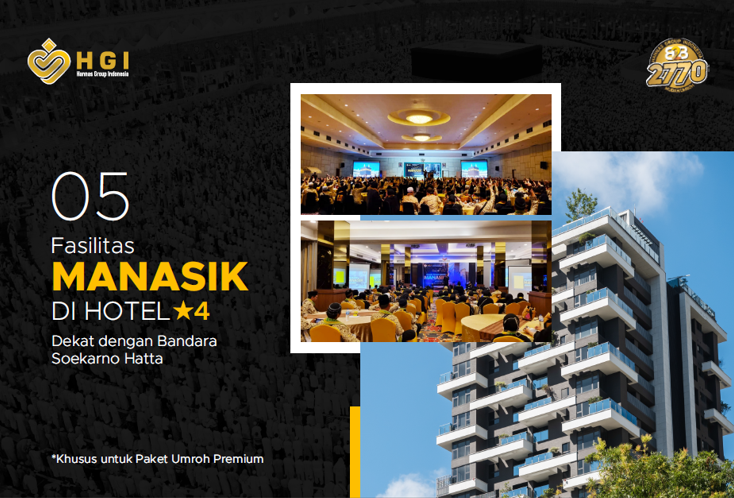 HGI
Hermas Group Indonesia
2770
05
Fasilitas
MANASIK
DI HOTEL★4
Dekat dengan Bandara
Soekarno Hatta
*Khusus untuk Paket Umroh Premium